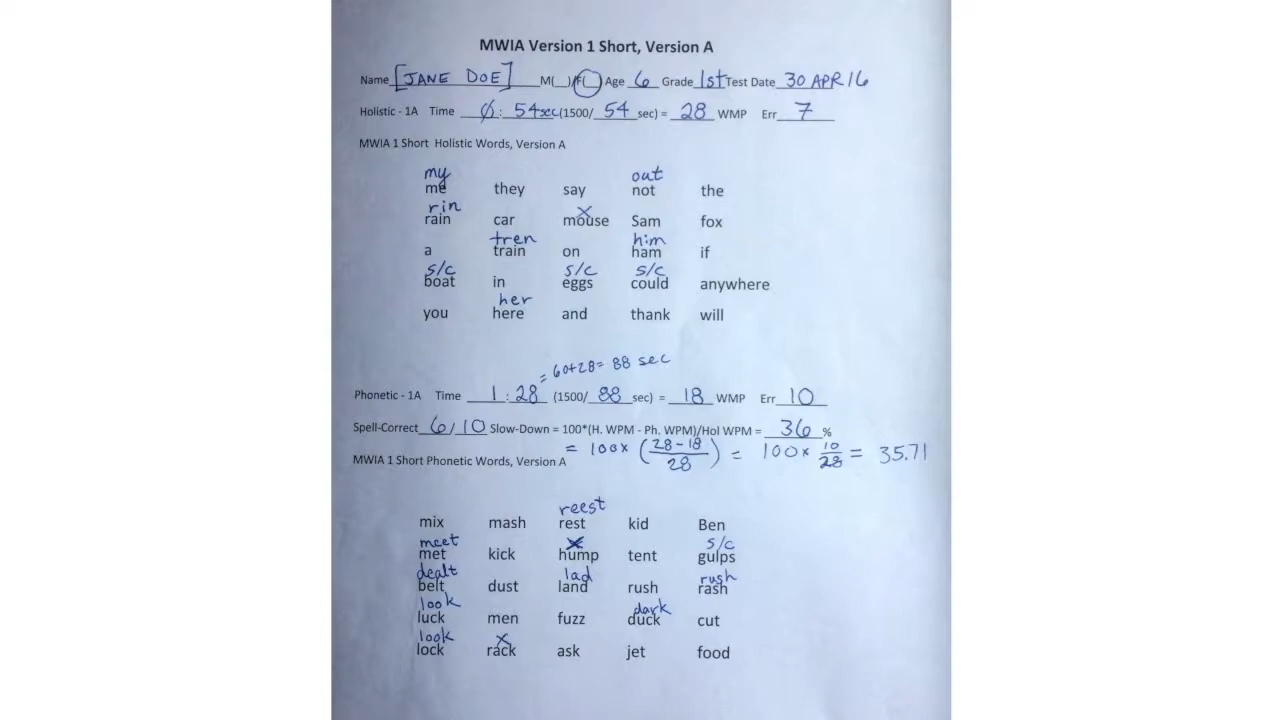 MWIA Version 1 Short, Version A
Name [JANE DOE] M(__)/F(__) Age 6 Grade 1st Test Date 30 APR 16
Holistic - 1A Time 0 : 54sec (1500/ 54 sec) = 28 WMP Err 7
MWIA 1 Short Holistic Words, Version A
my out
me they say not the
rin x
rain car mouse Sam fox
tren him
a train on ham if
s/c s/c s/c
boat in eggs could anywhere
her
you here and thank will
= 60+28= 88 sec
Phonetic - 1A Time 1 : 28 (1500/ 88 sec) = 18 WMP Err 10
Spell-Correct 6/10 Slow-Down = 100*(H. WPM - Ph. WPM)/Hol WPM = 36 %
= 100 x (28-18/28) = 100 x 10/28 = 35.71
MWIA 1 Short Phonetic Words, Version A
reest
mix mash rest kid Ben
meet x s/c
met kick hump tent gulps
dealt lad rush
belt dust land rush rash
look dark
luck men fuzz duck cut
look x
lock rack ask jet food